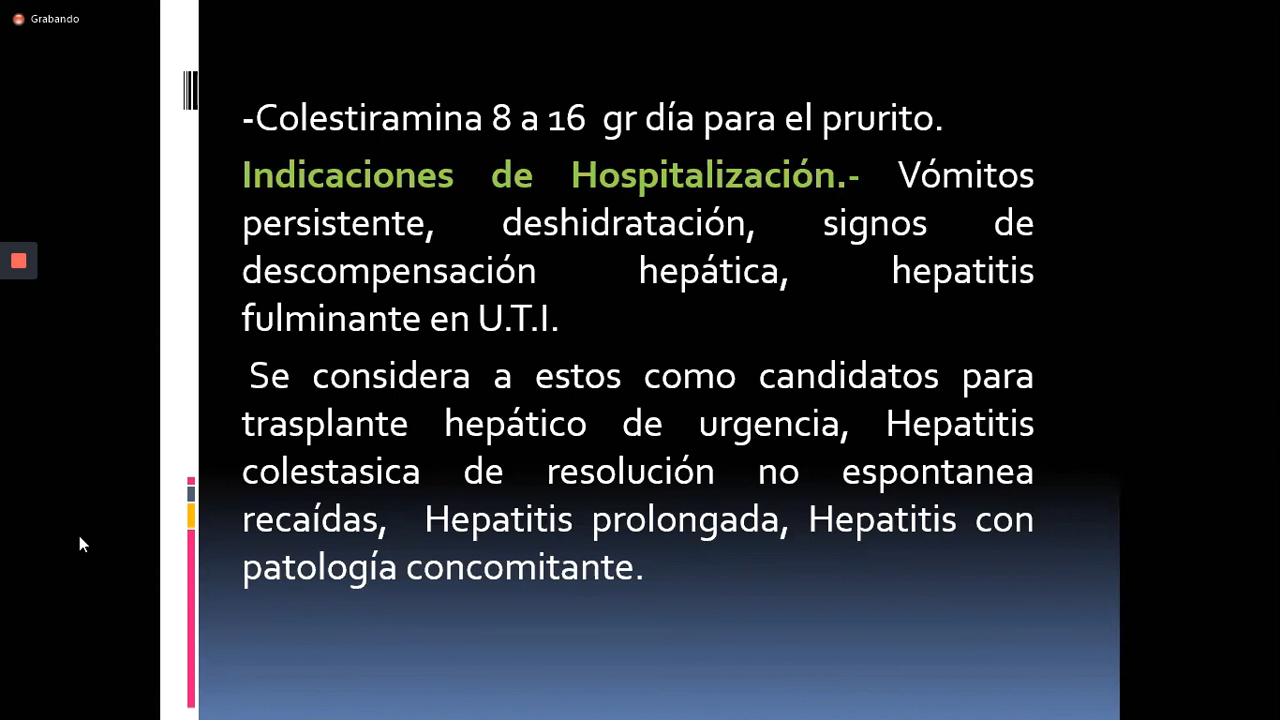 Grabando
-Colestiramina 8 a 16 gr día para el prurito.
Indicaciones de Hospitalización.- Vómitos
persistente, deshidratación, signos de
descompensación hepática, hepatitis
fulminante en U.T.I.
Se considera a estos como candidatos para
trasplante hepático de urgencia, Hepatitis
colestasica de resolución no espontanea
recaídas, Hepatitis prolongada, Hepatitis con
patología concomitante.